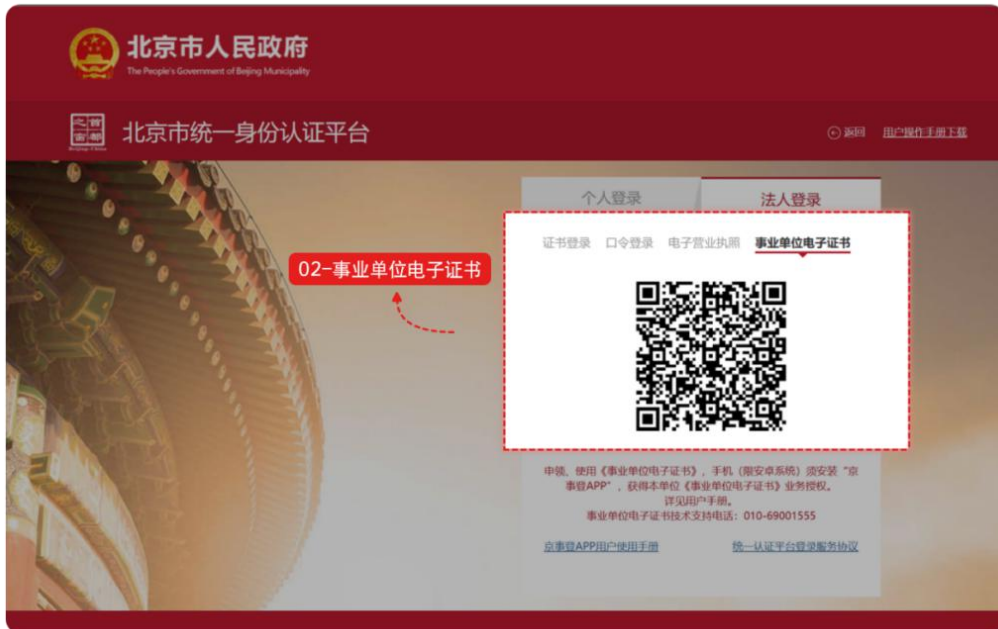 北京市人民政府
The People's Government of Beijing Municipality
首都
之窗
Beijing-China
北京市统一身份认证平台
返回 用户操作手册下载
个人登录 法人登录
证书登录 口令登录 电子营业执照 事业单位电子证书
02-事业单位电子证书
申领、使用《事业单位电子证书》，手机（限安卓系统）须安装“京
事登APP”，获得本单位《事业单位电子证书》业务授权。
详见用户手册。
事业单位电子证书技术支持电话：010-69001555
京事登APP用户使用手册 统一认证平台登录服务协议